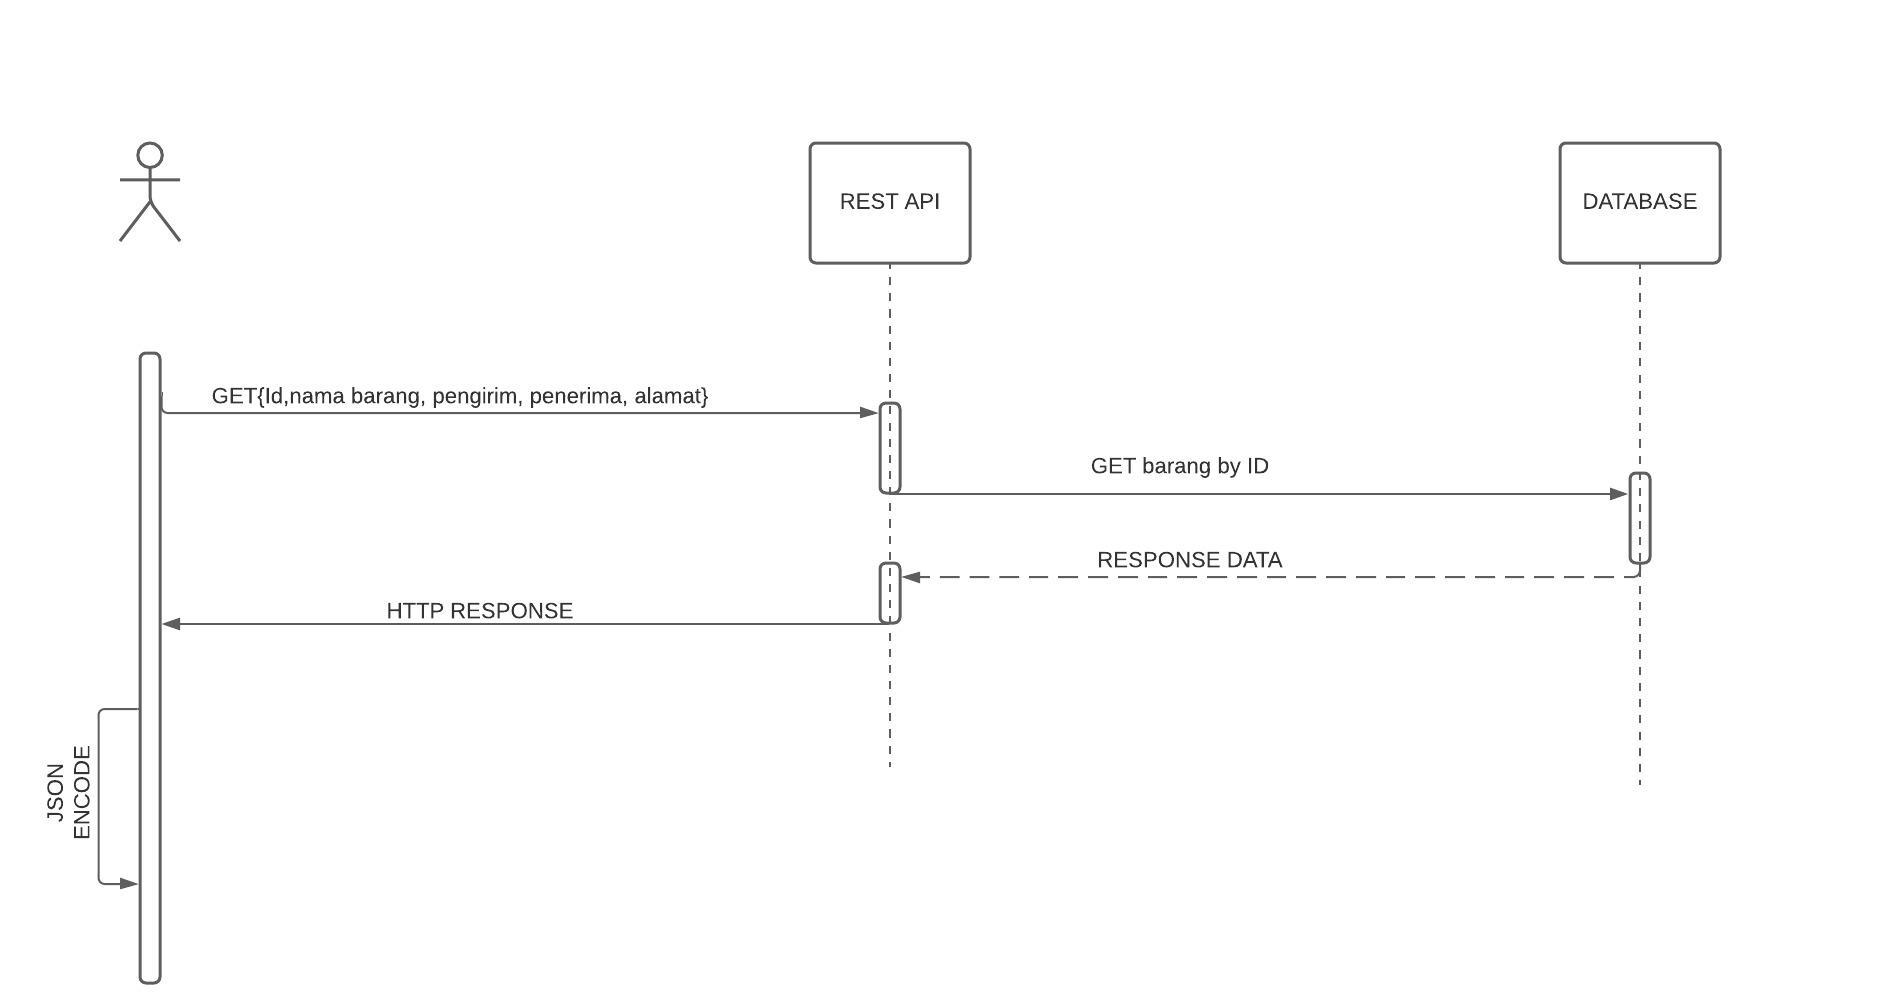 REST API
DATABASE
GET{Id,nama barang, pengirim, penerima, alamat}
GET barang by ID
RESPONSE DATA
HTTP RESPONSE
JSON
ENCODE